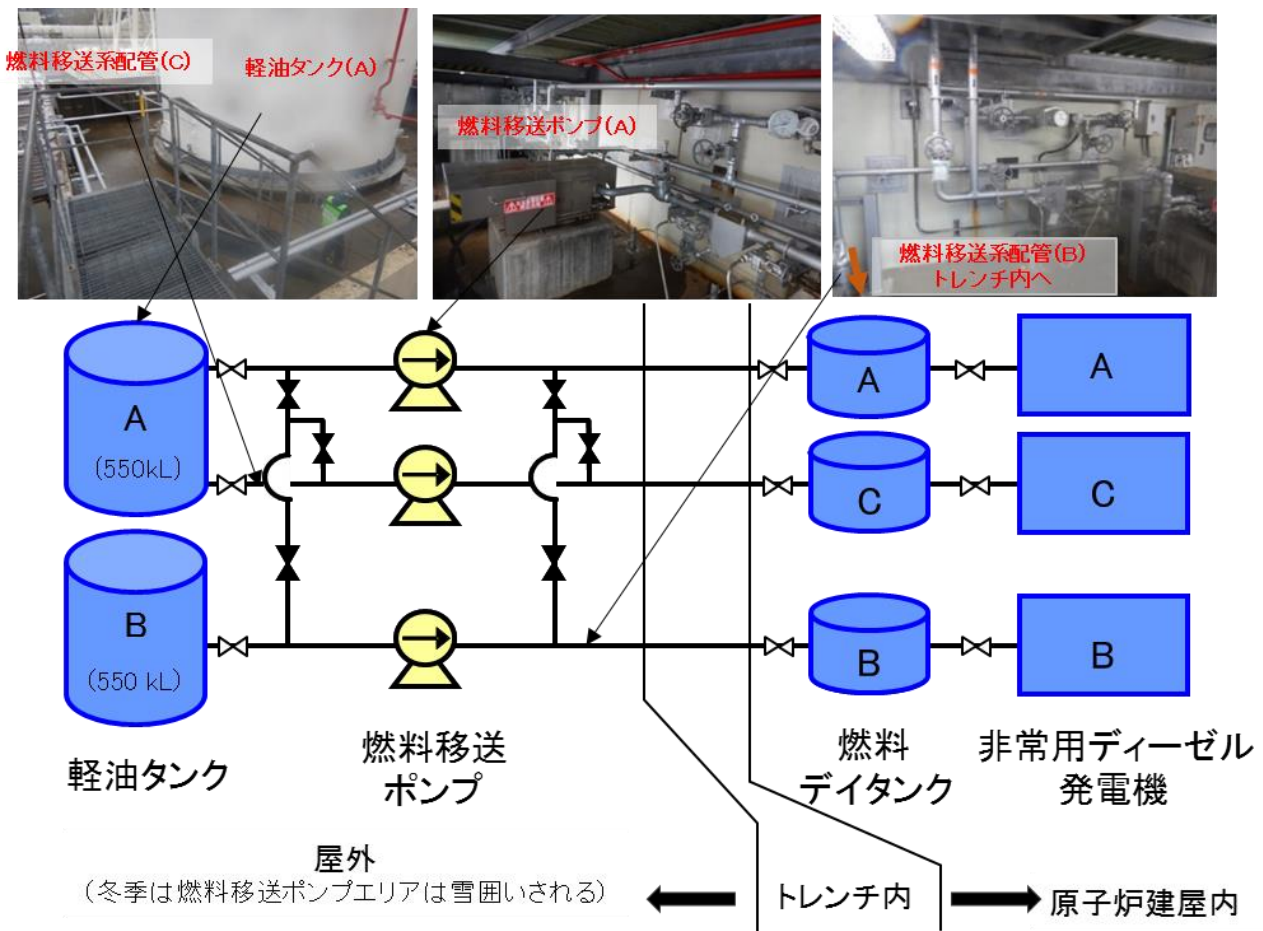 燃料移送系配管(C)
軽油タンク(A)
燃料移送ポンプ(A)
燃料移送系配管(B)
トレンチ内へ
A
(550kL)
B
(550 kL)
A
C
B
A
C
B
軽油タンク
燃料移送
ポンプ
燃料
デイタンク
非常用ディーゼル
発電機
屋外
(冬季は燃料移送ポンプエリアは雪囲いされる)
トレンチ内
原子炉建屋内